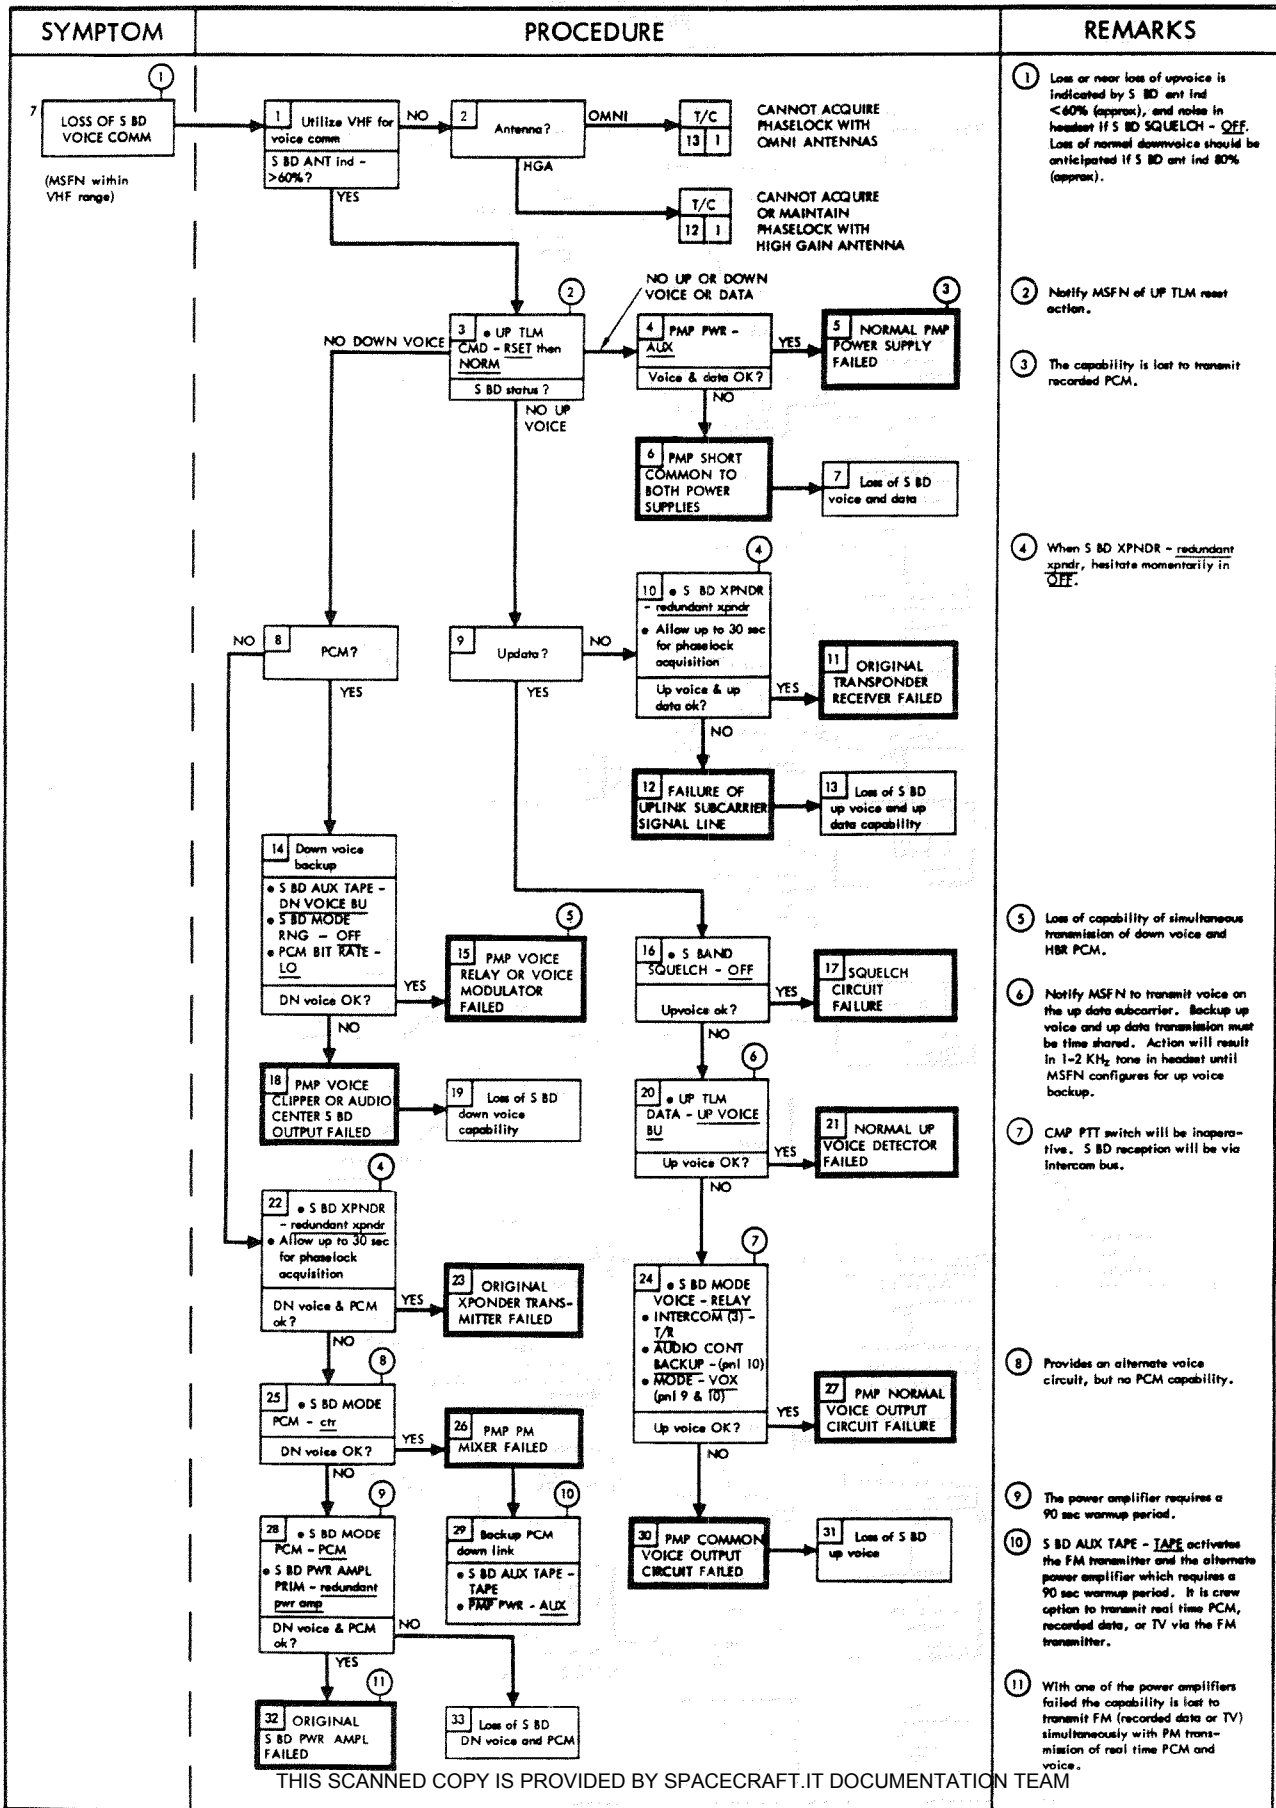 SYMPTOM
PROCEDURE
REMARKS
1
7
LOSS OF S BD
VOICE COMM
(MSFN within
VHF range)
1 Utilize VHF for
voice comm
S BD ANT ind -
>60%?
NO
YES
2
Antenna?
OMNI
HGA
T/C
13 1
CANNOT ACQUIRE
PHASELOCK WITH
OMNI ANTENNAS
T/C
12 1
CANNOT ACQUIRE
OR MAINTAIN
PHASELOCK WITH
HIGH GAIN ANTENNA
NO UP OR DOWN
VOICE OR DATA
2
3 • UP TLM
CMD - RSET then
NORM
S BD status ?
NO DOWN VOICE
NO UP
VOICE
4 PMP PWR -
AUX
Voice & data OK?
YES
NO
3
5 NORMAL PMP
POWER SUPPLY
FAILED
6 PMP SHORT
COMMON TO
BOTH POWER
SUPPLIES
7 Loss of S BD
voice and data
NO
8
PCM?
YES
9
Updata?
NO
YES
4
10 • S BD XPNDR
- redundant xpndr
• Allow up to 30 sec
for phaselock
acquisition
Up voice & up
data ok?
YES
NO
11 ORIGINAL
TRANSPONDER
RECEIVER FAILED
12 FAILURE OF
UPLINK SUBCARRIER
SIGNAL LINE
13 Loss of S BD
up voice and up
data capability
14 Down voice
backup
• S BD AUX TAPE -
DN VOICE BU
• S BD MODE
RNG - OFF
• PCM BIT RATE -
LO
DN voice OK?
YES
NO
5
15 PMP VOICE
RELAY OR VOICE
MODULATOR
FAILED
16 • S BAND
SQUELCH - OFF
Upvoice ok?
YES
NO
17 SQUELCH
CIRCUIT
FAILURE
18 PMP VOICE
CLIPPER OR AUDIO
CENTER S BD
OUTPUT FAILED
19 Loss of S BD
down voice
capability
6
20 • UP TLM
DATA - UP VOICE
BU
Up voice OK?
YES
NO
21 NORMAL UP
VOICE DETECTOR
FAILED
4
22 • S BD XPNDR
- redundant xpndr
• Allow up to 30 sec
for phaselock
acquisition
DN voice & PCM
ok?
YES
NO
23 ORIGINAL
XPONDER TRANS-
MITTER FAILED
7
24 • S BD MODE
VOICE - RELAY
• INTERCOM (3) -
T/R
• AUDIO CONT
BACKUP - (pnl 10)
• MODE - VOX
(pnl 9 & 10)
Up voice OK?
YES
NO
27 PMP NORMAL
VOICE OUTPUT
CIRCUIT FAILURE
8
25 • S BD MODE
PCM - ctr
DN voice OK?
YES
NO
26 PMP PM
MIXER FAILED
9
28 • S BD MODE
PCM - PCM
• S BD PWR AMPL
PRIM - redundant
pwr amp
DN voice & PCM
ok?
NO
YES
10
29 Backup PCM
down link
• S BD AUX TAPE -
TAPE
• PMP PWR - AUX
30 PMP COMMON
VOICE OUTPUT
CIRCUIT FAILED
31 Loss of S BD
up voice
11
32 ORIGINAL
S BD PWR AMPL
FAILED
33 Loss of S BD
DN voice and PCM
1 Loss or near loss of upvoice is
indicated by S BD ant ind
<60% (approx), and noise in
headset if S BD SQUELCH - OFF.
Loss of normal downvoice should be
anticipated if S BD ant ind 80%
(approx).
2 Notify MSFN of UP TLM reset
action.
3 The capability is lost to transmit
recorded PCM.
4 When S BD XPNDR - redundant
xpndr, hesitate momentarily in
OFF.
5 Loss of capability of simultaneous
transmission of down voice and
HBR PCM.
6 Notify MSFN to transmit voice on
the up data subcarrier. Backup up
voice and up data transmission must
be time shared. Action will result
in 1-2 KHz tone in headset until
MSFN configures for up voice
backup.
7 CMP PTT switch will be inopera-
tive. S BD reception will be via
intercom bus.
8 Provides an alternate voice
circuit, but no PCM capability.
9 The power amplifier requires a
90 sec warmup period.
10 S BD AUX TAPE - TAPE activates
the FM transmitter and the alternate
power amplifier which requires a
90 sec warmup period. It is crew
option to transmit real time PCM,
recorded data, or TV via the FM
transmitter.
11 With one of the power amplifiers
failed the capability is lost to
transmit FM (recorded data or TV)
simultaneously with PM trans-
mission of real time PCM and
voice.
THIS SCANNED COPY IS PROVIDED BY SPACECRAFT.IT DOCUMENTATION TEAM